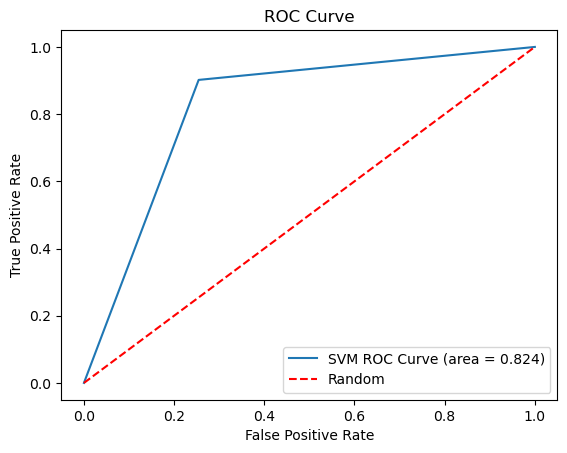 ROC Curve
True Positive Rate
1.0
0.8
0.6
0.4
0.2
0.0
SVM ROC Curve (area = 0.824)
Random
0.0 0.2 0.4 0.6 0.8 1.0
False Positive Rate